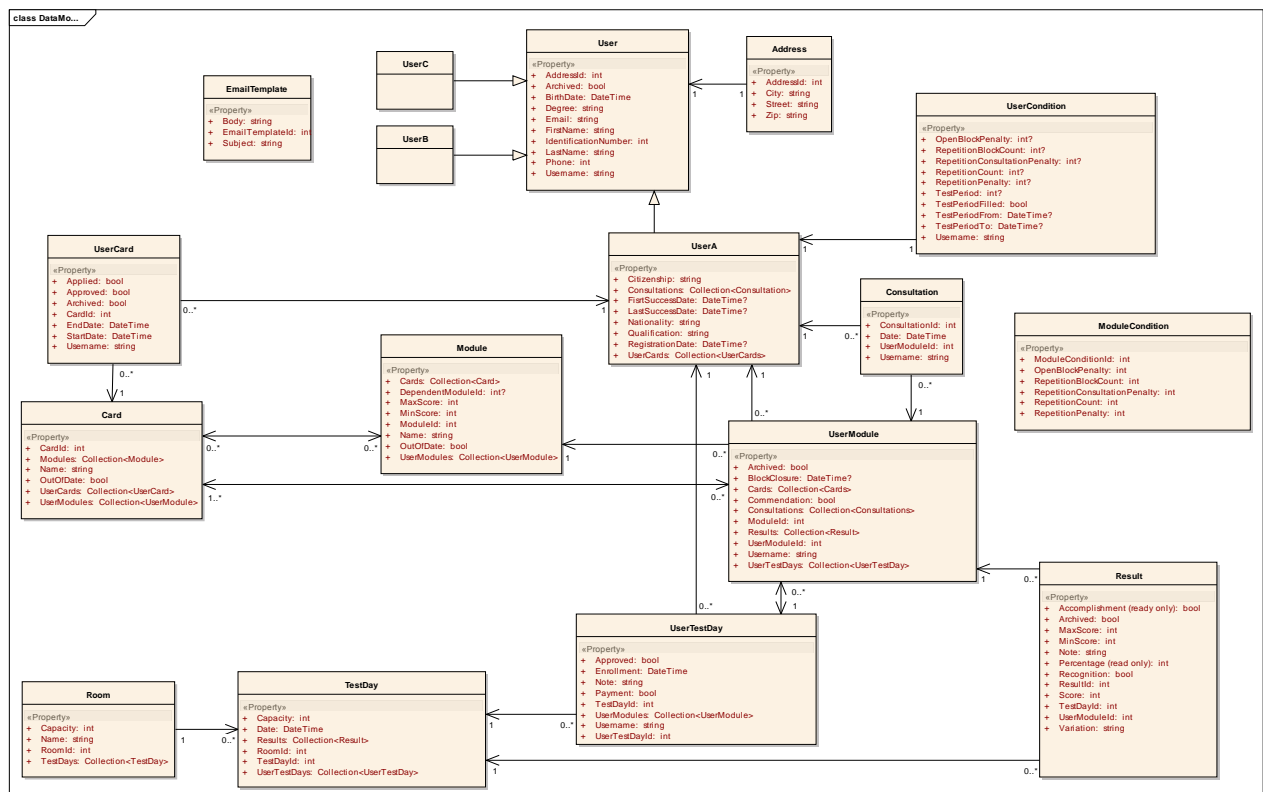 class DataMo...
User
«Property»
+ AddressId: int
+ Archived: bool
+ BirthDate: DateTime
+ Degree: string
+ Email: string
+ FirstName: string
+ IdentificationNumber: int
+ LastName: string
+ Phone: int
+ Username: string
UserC
UserB
Address
«Property»
+ AddressId: int
+ City: string
+ Street: string
+ Zip: string
1
1
EmailTemplate
«Property»
+ Body: string
+ EmailTemplateId: int
+ Subject: string
UserCondition
«Property»
+ OpenBlockPenalty: int?
+ RepetitionBlockCount: int?
+ RepetitionConsultationPenalty: int?
+ RepetitionCount: int?
+ RepetitionPenalty: int?
+ TestPeriod: int?
+ TestPeriodFilled: bool
+ TestPeriodFrom: DateTime?
+ TestPeriodTo: DateTime?
+ Username: string
1
1
UserCard
«Property»
+ Applied: bool
+ Approved: bool
+ Archived: bool
+ CardId: int
+ EndDate: DateTime
+ StartDate: DateTime
+ Username: string
0..*
1
UserA
«Property»
+ Citizenship: string
+ Consultations: Collection<Consultation>
+ FisrtSuccessDate: DateTime?
+ LastSuccessDate: DateTime?
+ Nationality: string
+ Qualification: string
+ RegistrationDate: DateTime?
+ UserCards: Collection<UserCards>
Consultation
«Property»
+ ConsultationId: int
+ Date: DateTime
+ UserModuleId: int
+ Username: string
1
0..*
ModuleCondition
«Property»
+ ModuleConditionId: int
+ OpenBlockPenalty: int
+ RepetitionBlockCount: int
+ RepetitionConsultationPenalty: int
+ RepetitionCount: int
+ RepetitionPenalty: int
Module
«Property»
+ Cards: Collection<Card>
+ DependentModuleId: int?
+ MaxScore: int
+ MinScore: int
+ ModuleId: int
+ Name: string
+ OutOfDate: bool
+ UserModules: Collection<UserModule>
0..*
1
1
1
0..*
1
0..*
Card
«Property»
+ CardId: int
+ Modules: Collection<Module>
+ Name: string
+ OutOfDate: bool
+ UserCards: Collection<UserCard>
+ UserModules: Collection<UserModule>
0..*
0..*
1
0..*
1..*
0..*
UserModule
«Property»
+ Archived: bool
+ BlockClosure: DateTime?
+ Cards: Collection<Cards>
+ Commendation: bool
+ Consultations: Collection<Consultations>
+ ModuleId: int
+ Results: Collection<Result>
+ UserModuleId: int
+ Username: string
+ UserTestDays: Collection<UserTestDay>
1
0..*
0..*
1
0..*
Result
«Property»
+ Accomplishment (ready only): bool
+ Archived: bool
+ MaxScore: int
+ MinScore: int
+ Note: string
+ Percentage (read only): int
+ Recognition: bool
+ ResultId: int
+ Score: int
+ TestDayId: int
+ UserModuleId: int
+ Variation: string
UserTestDay
«Property»
+ Approved: bool
+ Enrollment: DateTime
+ Note: string
+ Payment: bool
+ TestDayId: int
+ UserModules: Collection<UserModule>
+ Username: string
+ UserTestDayId: int
Room
«Property»
+ Capacity: int
+ Name: string
+ RoomId: int
+ TestDays: Collection<TestDay>
1
0..*
TestDay
«Property»
+ Capacity: int
+ Date: DateTime
+ Results: Collection<Result>
+ RoomId: int
+ TestDayId: int
+ UserTestDays: Collection<UserTestDay>
1
0..*
1
0..*